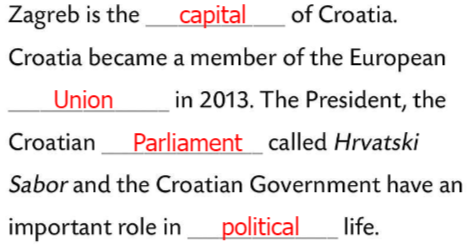 Zagreb is the capital of Croatia.
Croatia became a member of the European
Union in 2013. The President, the
Croatian Parliament called Hrvatski
Sabor and the Croatian Government have an
important role in political life.